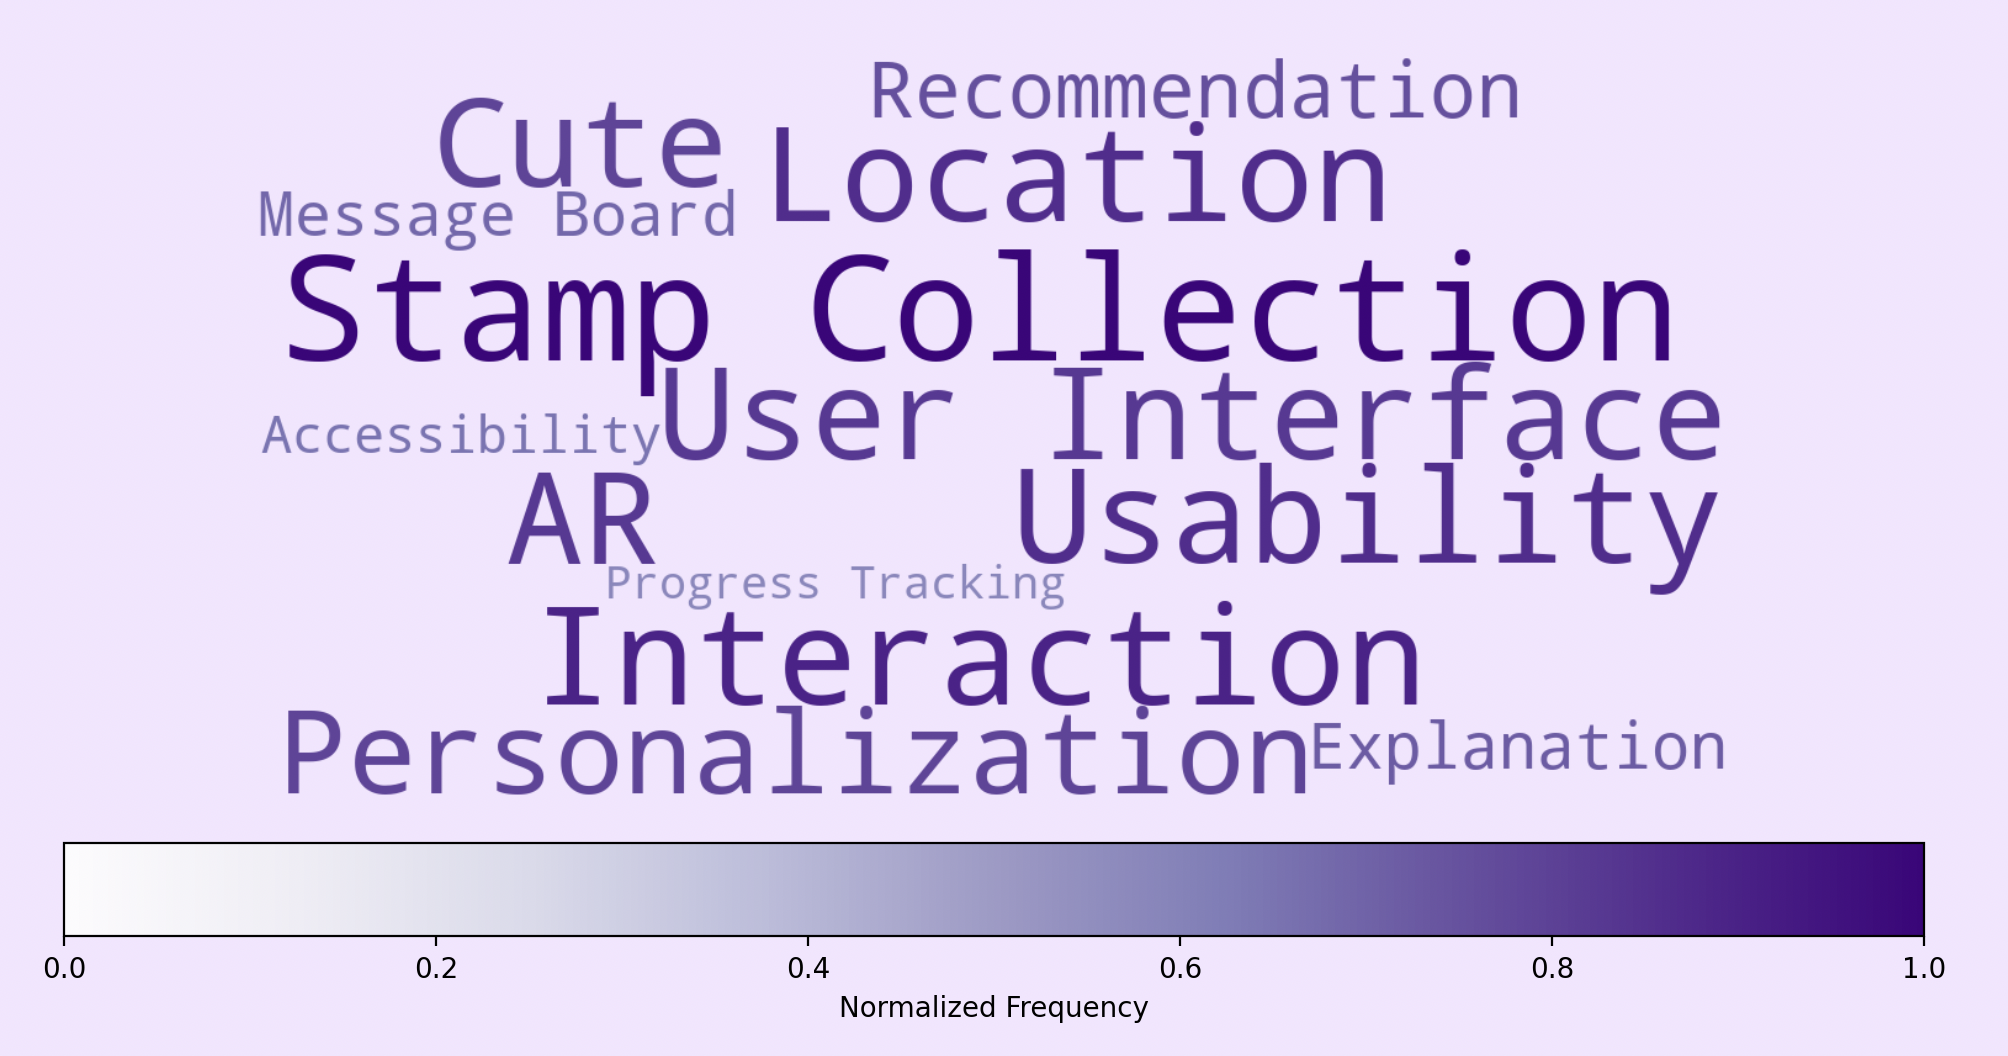 Recommendation
Cute
Location
Message Board
Stamp Collection
User Interface
Accessibility
AR
Usability
Progress Tracking
Interaction
Personalization
Explanation
0.0 0.2 0.4 0.6 0.8 1.0
Normalized Frequency